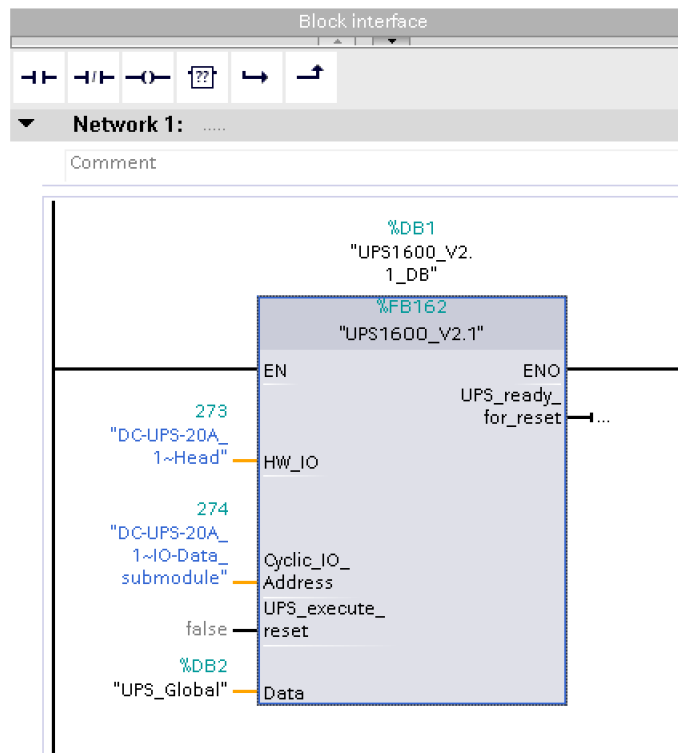 Block interface
??
Network 1: .....
Comment
%DB1
"UPS1600_V2.
1_DB"
%FB162
"UPS1600_V2.1"
EN
ENO
UPS_ready_
for_reset
...
273
"DC-UPS-20A_
1~Head"
HW_IO
274
"DC-UPS-20A_
1~IO-Data_
submodule"
Cyclic_IO_
Address
UPS_execute_
reset
false
%DB2
"UPS_Global"
Data